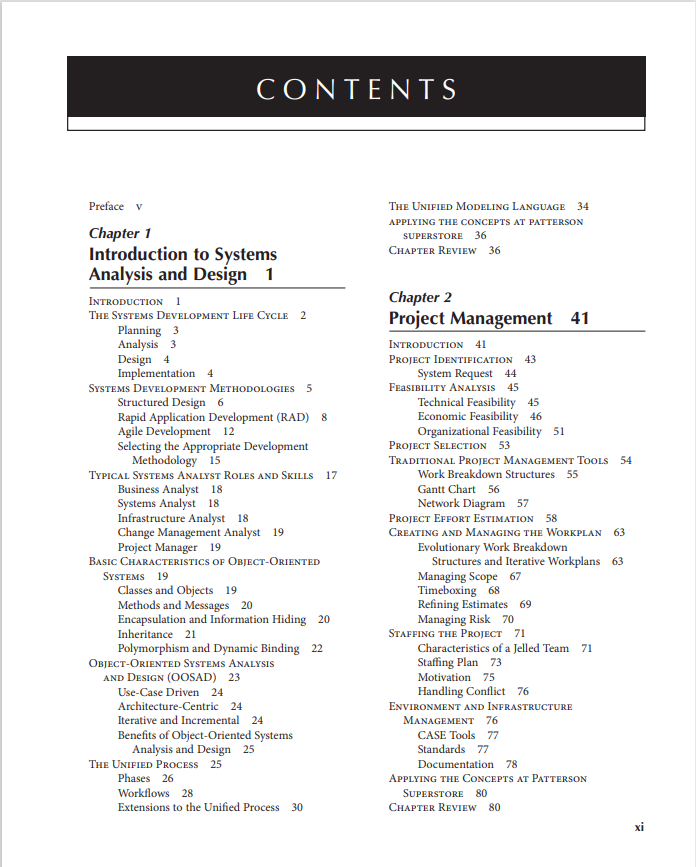 CONTENTS
Preface v
Chapter 1
Introduction to Systems
Analysis and Design 1
Introduction 1
The Systems Development Life Cycle 2
Planning 3
Analysis 3
Design 4
Implementation 4
Systems Development Methodologies 5
Structured Design 6
Rapid Application Development (RAD) 8
Agile Development 12
Selecting the Appropriate Development
Methodology 15
Typical Systems Analyst Roles and Skills 17
Business Analyst 18
Systems Analyst 18
Infrastructure Analyst 18
Change Management Analyst 19
Project Manager 19
Basic Characteristics of Object-Oriented
Systems 19
Classes and Objects 19
Methods and Messages 20
Encapsulation and Information Hiding 20
Inheritance 21
Polymorphism and Dynamic Binding 22
Object-Oriented Systems Analysis
and Design (OOSAD) 23
Use-Case Driven 24
Architecture-Centric 24
Iterative and Incremental 24
Benefits of Object-Oriented Systems
Analysis and Design 25
The Unified Process 25
Phases 26
Workflows 28
Extensions to the Unified Process 30
The Unified Modeling Language 34
applying the concepts at patterson
superstore 36
Chapter Review 36
Chapter 2
Project Management 41
Introduction 41
Project Identification 43
System Request 44
Feasibility Analysis 45
Technical Feasibility 45
Economic Feasibility 46
Organizational Feasibility 51
Project Selection 53
Traditional Project Management Tools 54
Work Breakdown Structures 55
Gantt Chart 56
Network Diagram 57
Project Effort Estimation 58
Creating and Managing the Workplan 63
Evolutionary Work Breakdown
Structures and Iterative Workplans 63
Managing Scope 67
Timeboxing 68
Refining Estimates 69
Managing Risk 70
Staffing the Project 71
Characteristics of a Jelled Team 71
Staffing Plan 73
Motivation 75
Handling Conflict 76
Environment and Infrastructure
Management 76
CASE Tools 77
Standards 77
Documentation 78
Applying the Concepts at Patterson
Superstore 80
Chapter Review 80
xi